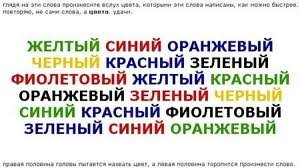 глядя на эти слова произнесите вслух цвета, которыми эти слова написаны, как можно быстрее.
повторяю, не сами слова, а цвета. удачи.
ЖЕЛТЫЙ СИНИЙ ОРАНЖЕВЫЙ
ЧЕРНЫЙ КРАСНЫЙ ЗЕЛЕНЫЙ
ФИОЛЕТОВЫЙ ЖЕЛТЫЙ КРАСНЫЙ
ОРАНЖЕВЫЙ ЗЕЛЕНЫЙ ЧЕРНЫЙ
СИНИЙ КРАСНЫЙ ФИОЛЕТОВЫЙ
ЗЕЛЕНЫЙ СИНИЙ ОРАНЖЕВЫЙ
правая половина головы пытается назвать цвет, а левая половина торопится произнести слово.